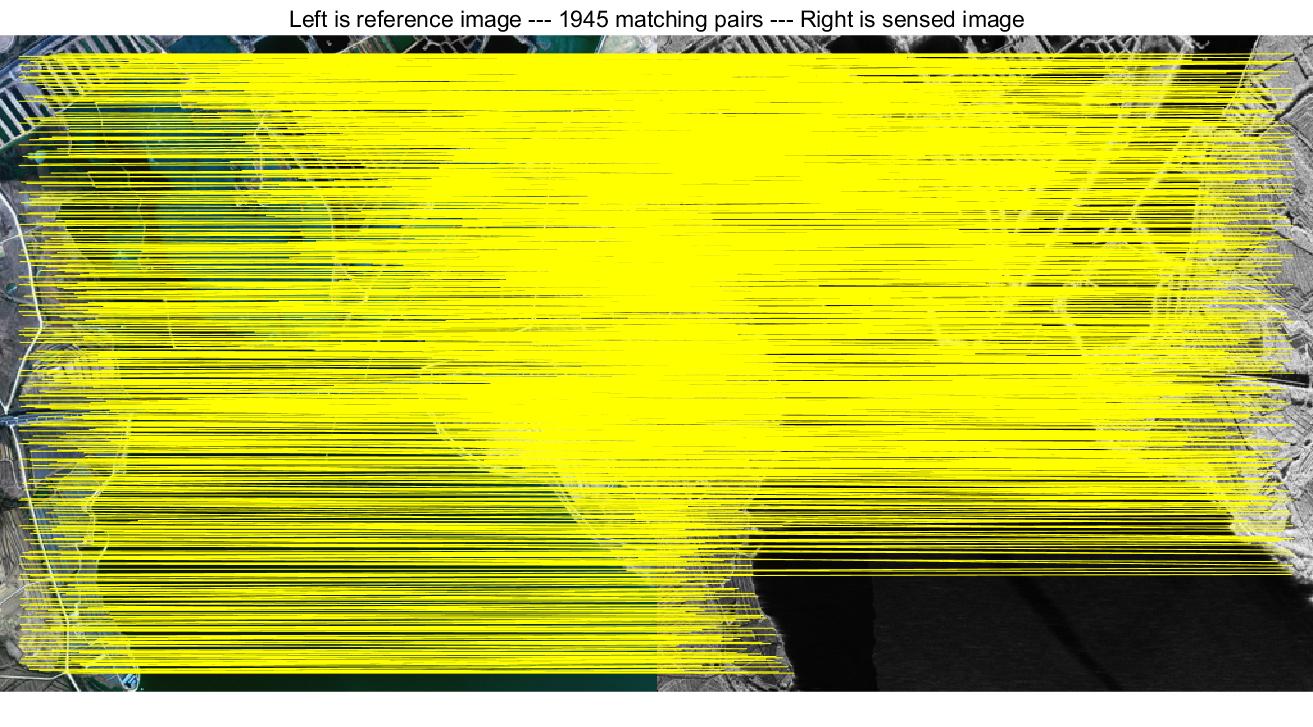 Left is reference image --- 1945 matching pairs --- Right is sensed image